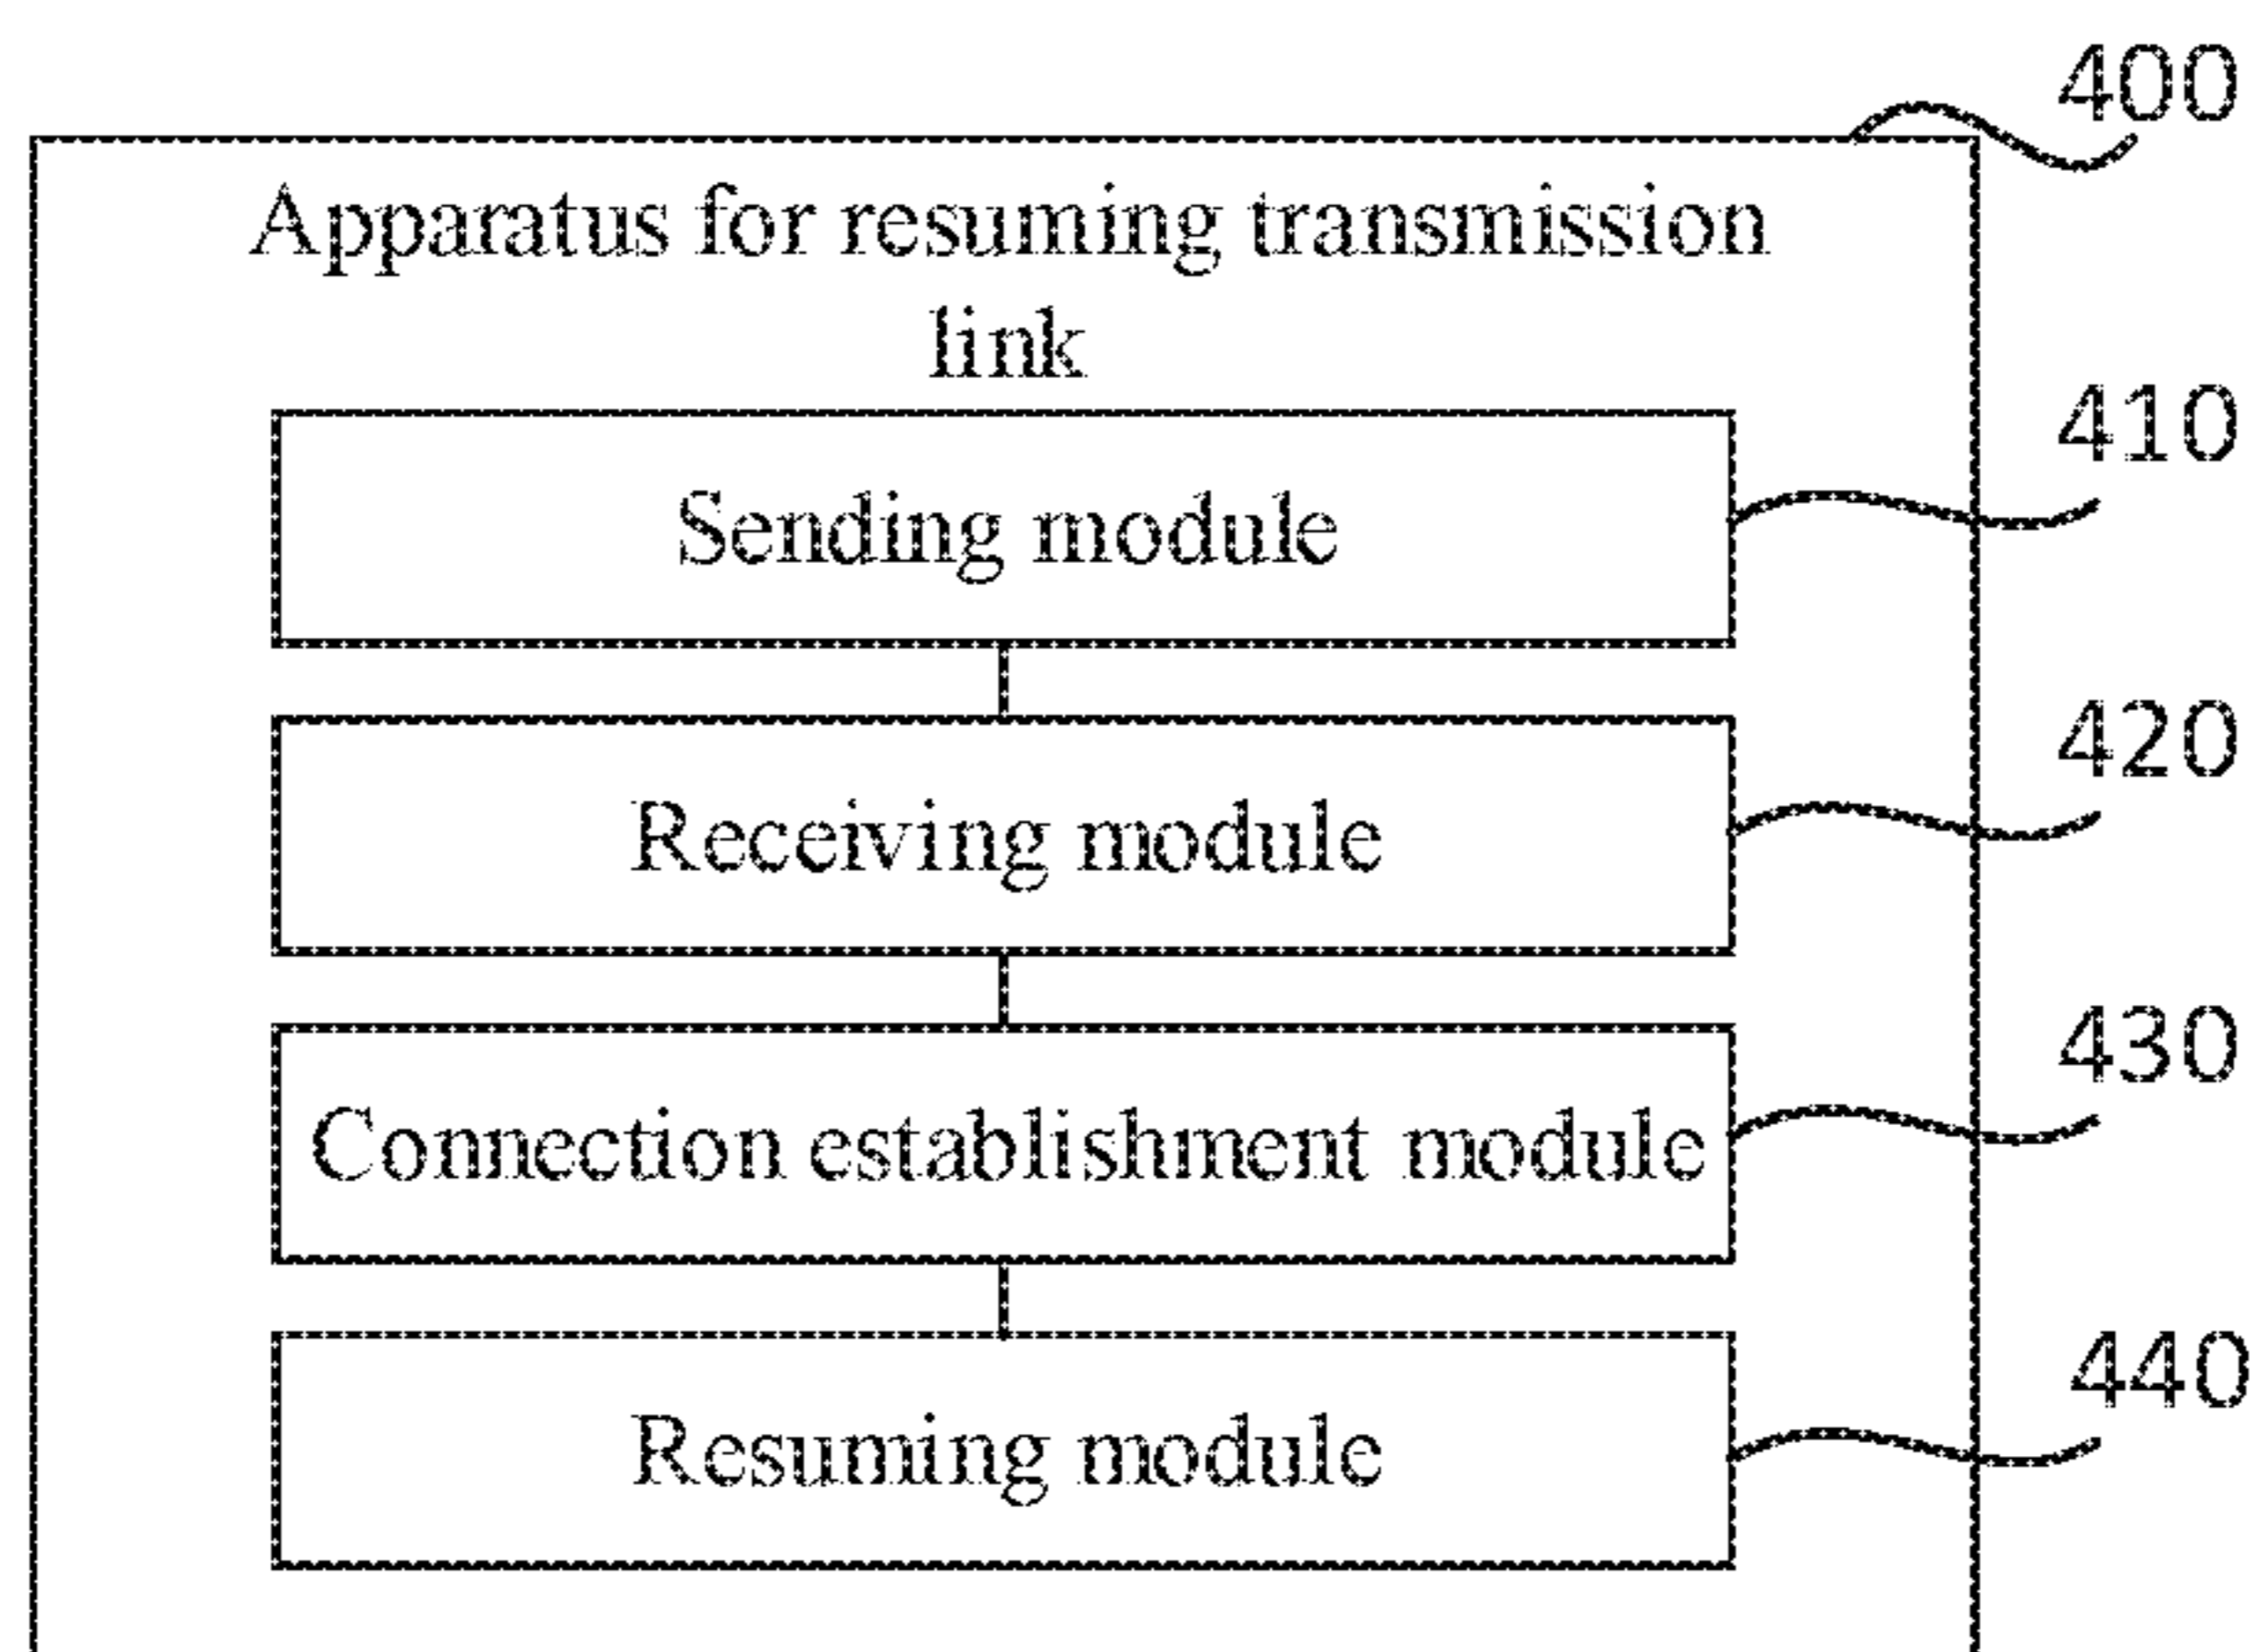 400
Apparatus for resuming transmission
link
410
Sending module
420
Receiving module
430
Connection establishment module
440
Resuming module